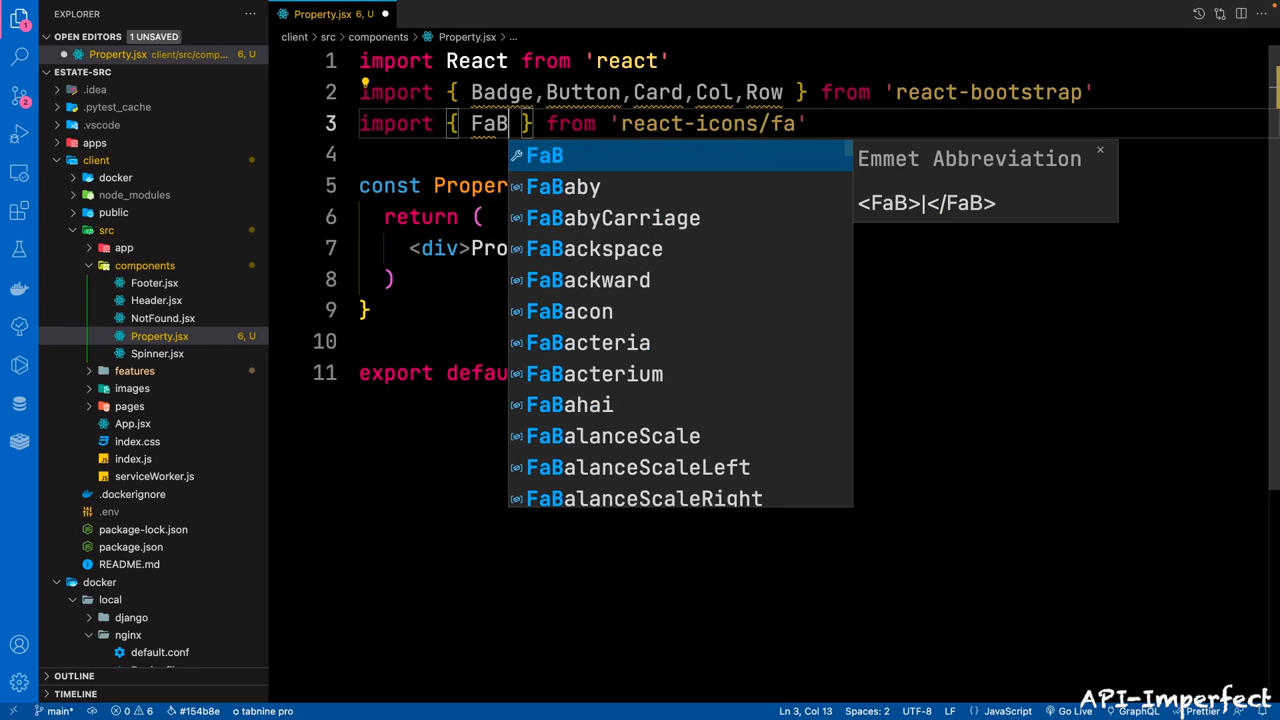 EXPLORER
Property.jsx 6, U
OPEN EDITORS 1 UNSAVED
Property.jsx client/src/comp... 6, U
ESTATE-SRC
.idea
.pytest_cache
.vscode
apps
client
docker
node_modules
public
src
app
components
Footer.jsx
Header.jsx
NotFound.jsx
Property.jsx 6, U
Spinner.jsx
features
images
pages
App.jsx
index.css
index.js
serviceWorker.js
.dockerignore
.env
package-lock.json
package.json
README.md
docker
local
django
nginx
default.conf
OUTLINE
TIMELINE
client > src > components > Property.jsx > ...
1 import React from 'react'
2 import { Badge,Button,Card,Col,Row } from 'react-bootstrap'
3 import { FaB } from 'react-icons/fa'
4
5 const Proper
6 return (
7 <div>Pro
8 )
9 }
10
11 export defau
FaB
FaBaby
FaBabyCarriage
FaBackspace
FaBackward
FaBacon
FaBacteria
FaBacterium
FaBahai
FaBalanceScale
FaBalanceScaleLeft
FaBalanceScaleRight
Emmet Abbreviation
<FaB>|</FaB>
API-Imperfect
main* 0 6 #154b8e tabnine pro Ln 3, Col 13 Spaces: 2 UTF-8 LF JavaScript Go Live GraphQL Prettier